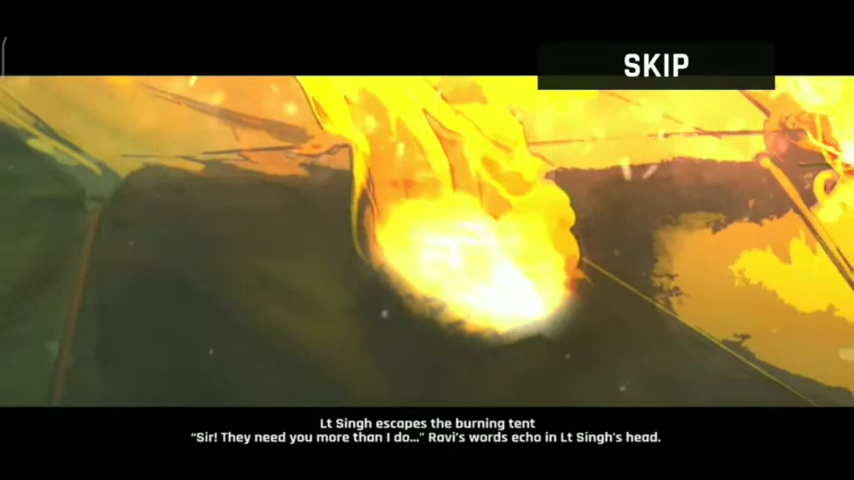 SKIP
Lt Singh escapes the burning tent
“Sir! They need you more than I do...” Ravi's words echo in Lt Singh's head.